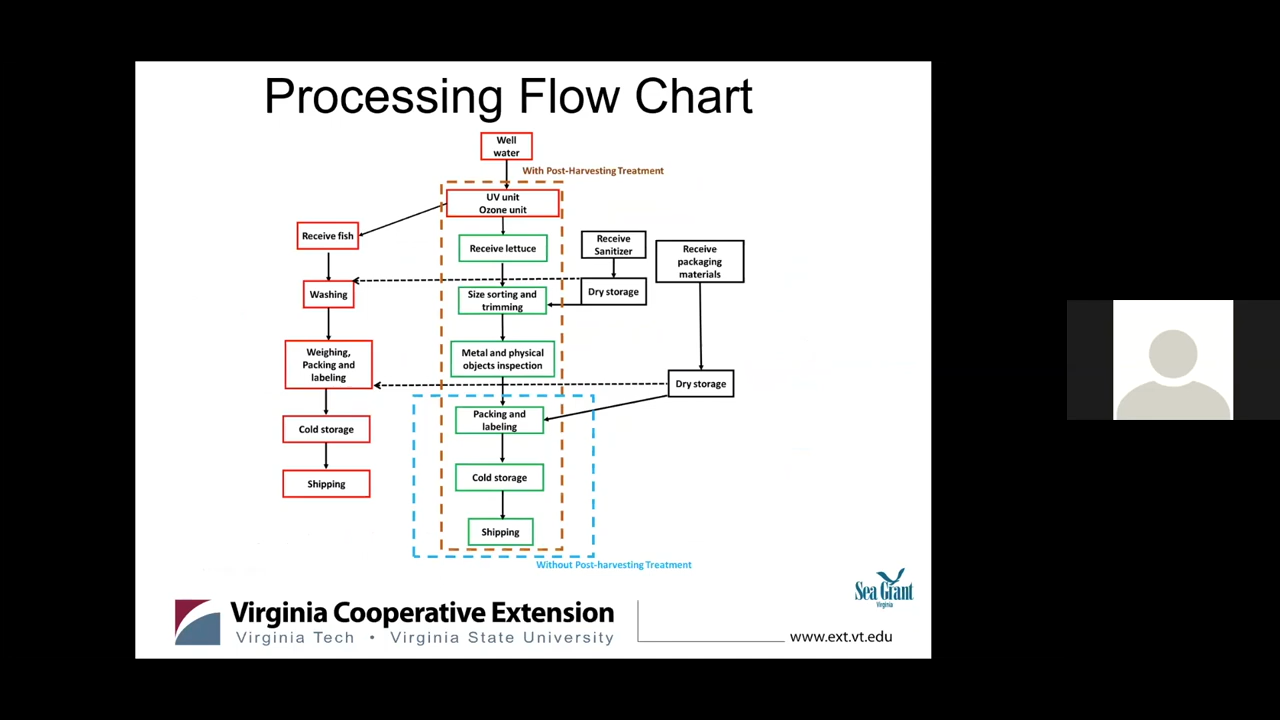 Processing Flow Chart
Well
water
With Post-Harvesting Treatment
UV unit
Ozone unit
Receive fish
Receive lettuce
Receive
Sanitizer
Receive
packaging
materials
Washing
Size sorting and
trimming
Dry storage
Weighing,
Packing and
labeling
Metal and physical
objects inspection
Dry storage
Packing and
labeling
Cold storage
Cold storage
Shipping
Shipping
Without Post-harvesting Treatment
Sea Grant
Virginia
Virginia Cooperative Extension
Virginia Tech • Virginia State University
www.ext.vt.edu